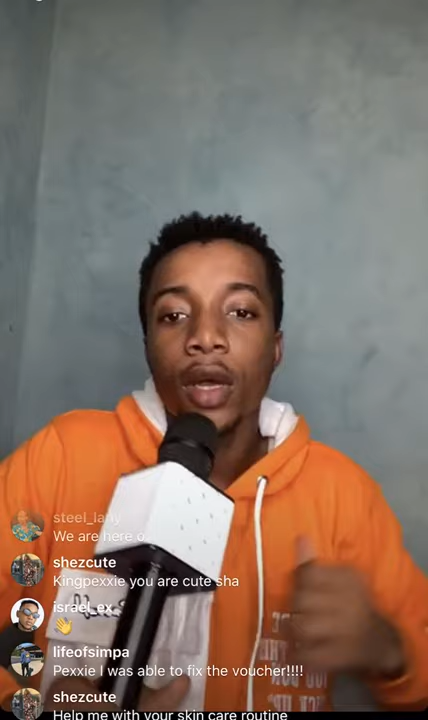 steel_lany
We are here o
shezcute
Kingpexxie you are cute sha
israel_ex
👋
lifeofsimpa
Pexxie I was able to fix the voucher!!!!
shezcute
Help me with your skin care routine